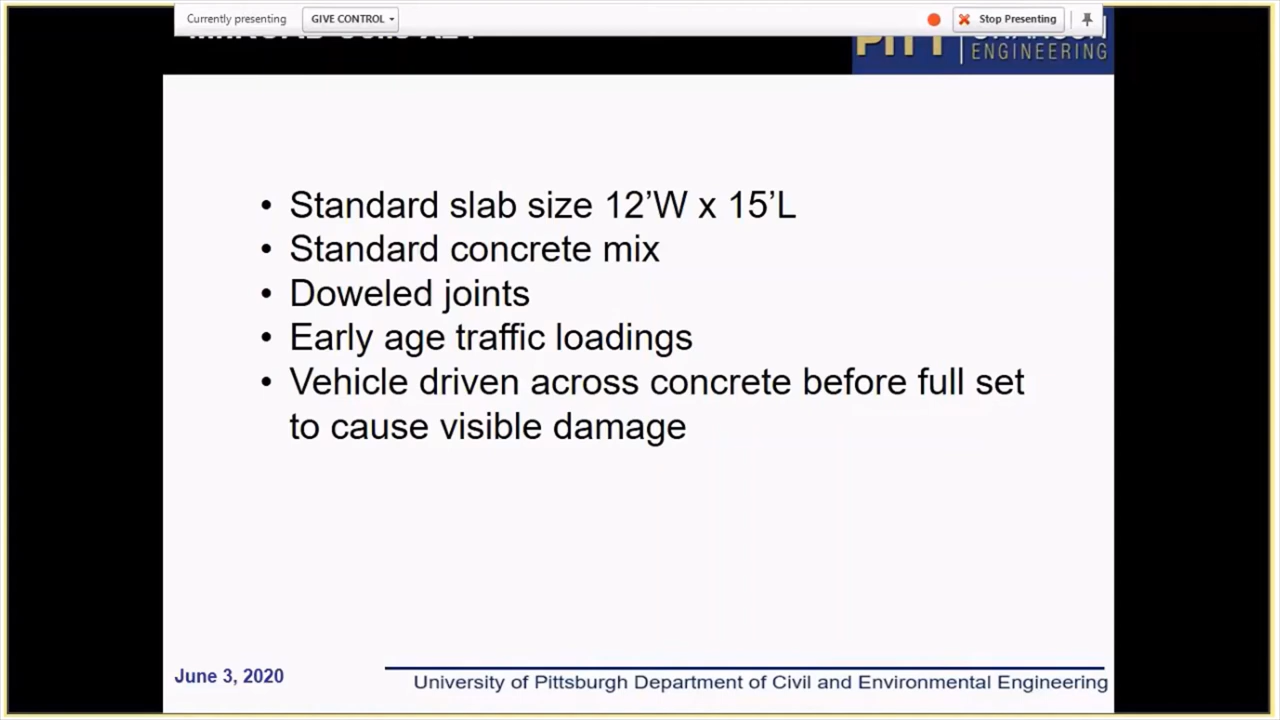 Currently presenting GIVE CONTROL Stop Presenting
PITT
ENGINEERING
• Standard slab size 12’W x 15’L
• Standard concrete mix
• Doweled joints
• Early age traffic loadings
• Vehicle driven across concrete before full set
to cause visible damage
June 3, 2020
University of Pittsburgh Department of Civil and Environmental Engineering